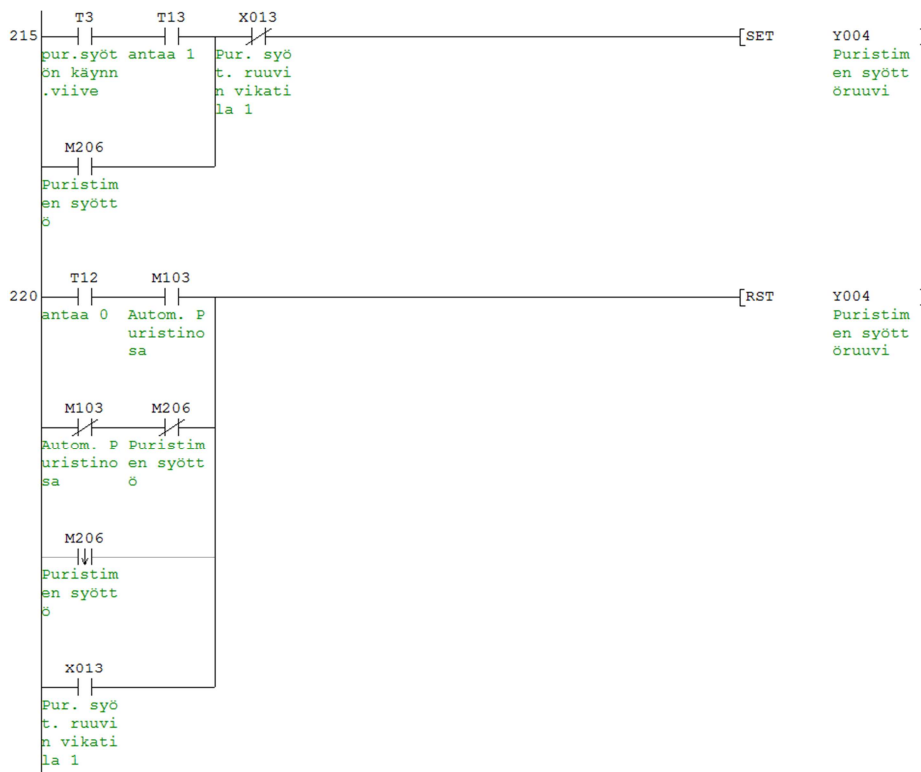 T3 T13 X013
215 [SET Y004 ]
pur.syöt antaa 1 Pur. syö Puristim
ön käynn t. ruuvi en syött
.viive n vikati öruuvi
la 1
M206
Puristim
en syött
ö
T12 M103
220 [RST Y004 ]
antaa 0 Autom. P Puristim
uristino en syött
sa öruuvi
M103 M206
Autom. P Puristim
uristino en syött
sa ö
M206
Puristim
en syött
ö
X013
Pur. syö
t. ruuvi
n vikati
la 1